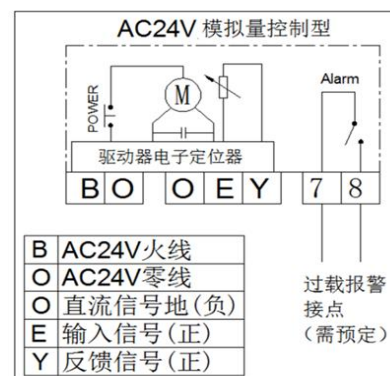 AC24V 模拟量控制型
Alarm
POWER
M
驱动器电子定位器
B O O E Y 7 8
B AC24V火线
O AC24V零线
O 直流信号地(负)
E 输入信号(正)
Y 反馈信号(正)
过载报警
接点
(需预定)